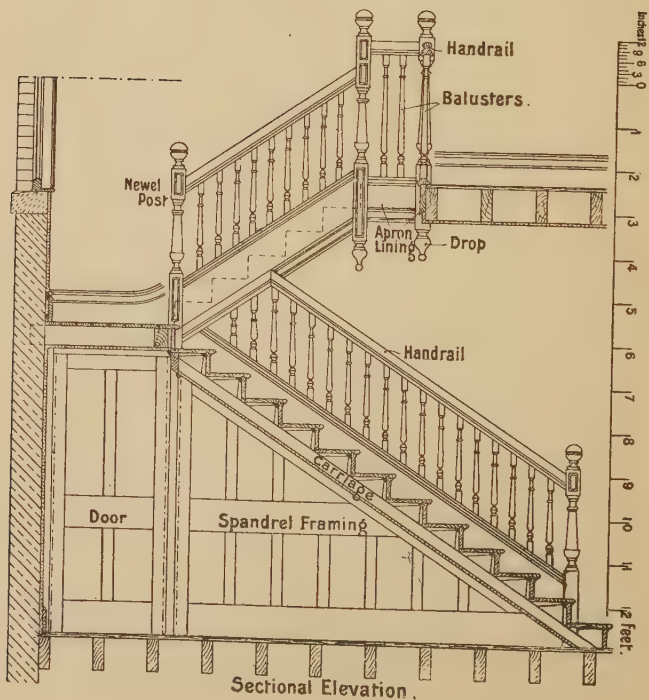 Inches 12 9 6 3 0
Handrail
Balusters.
1
2
Newel
Post
3
Apron
Lining
Drop
4
5
Handrail
6
7
8
Carriage
9
Door
Spandrel Framing
10
11
12 feet.
Sectional Elevation.